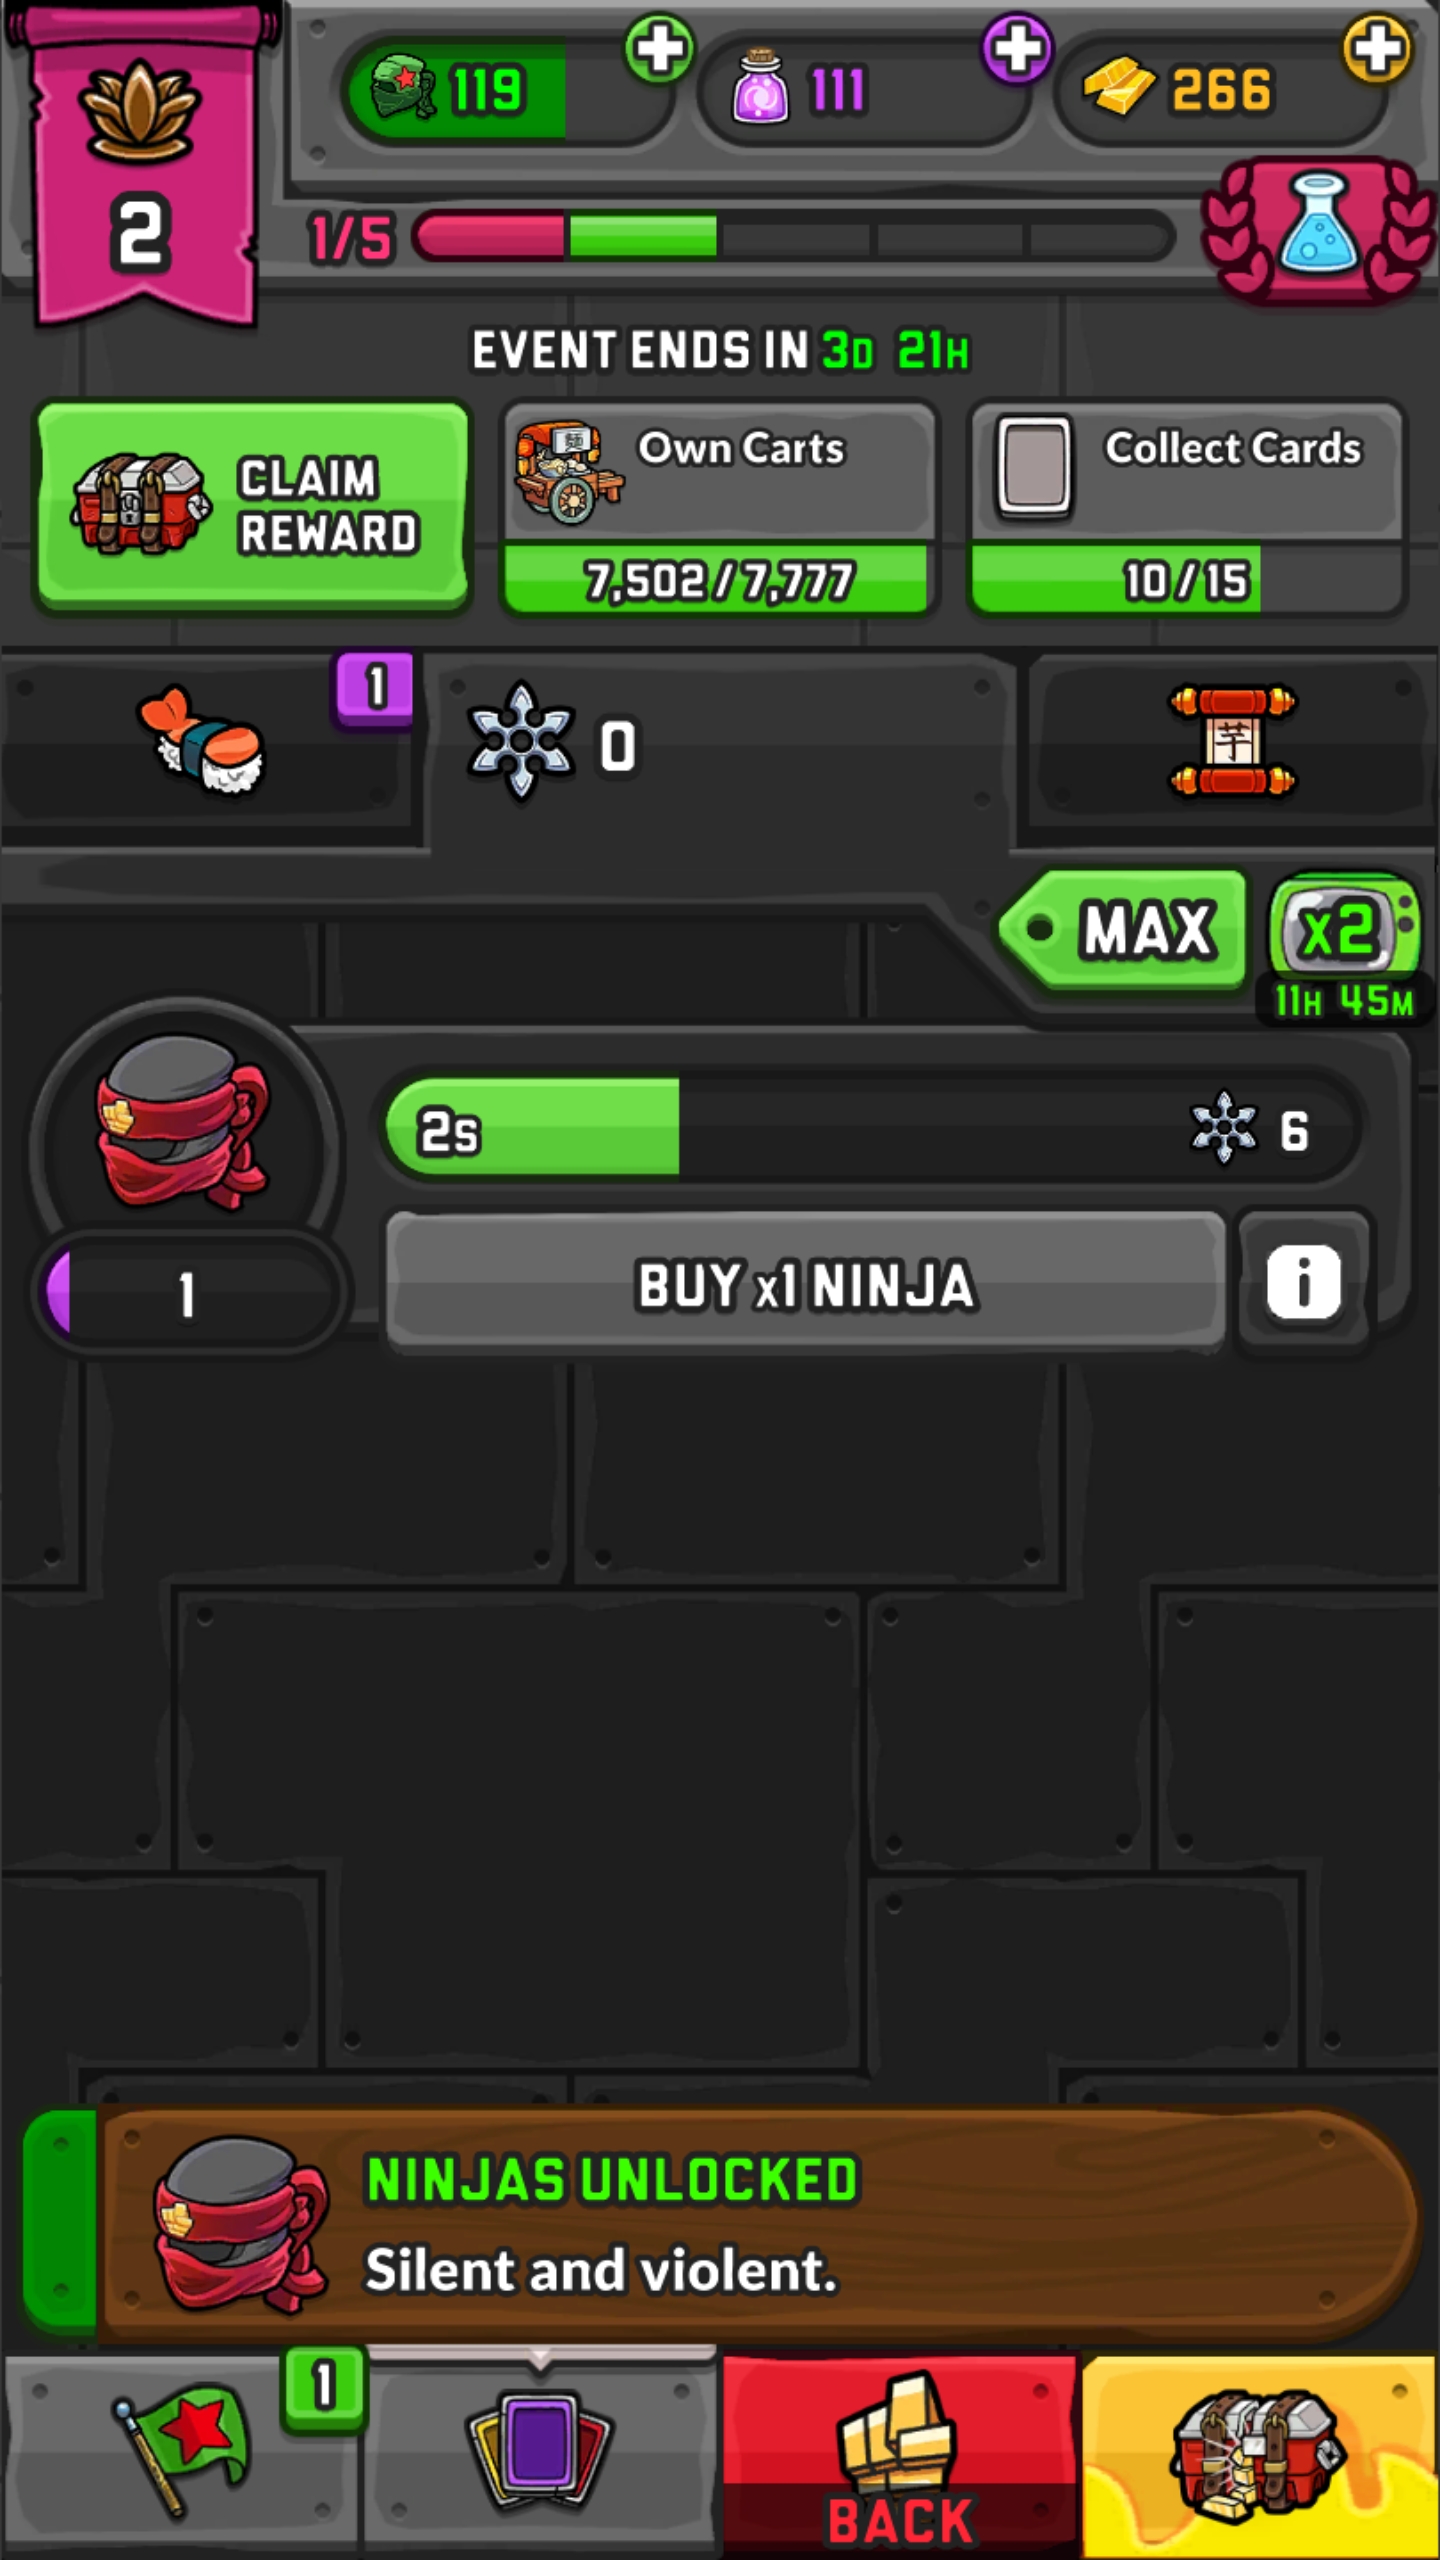 119
111
266
2
1/5
EVENT ENDS IN 3D 21H
CLAIM
REWARD
麺
Own Carts
7,502/7,777
Collect Cards
10/15
1
0
芋
MAX
x2
11H 45M
2s
6
1
BUY x1 NINJA
i
NINJAS UNLOCKED
Silent and violent.
1
BACK